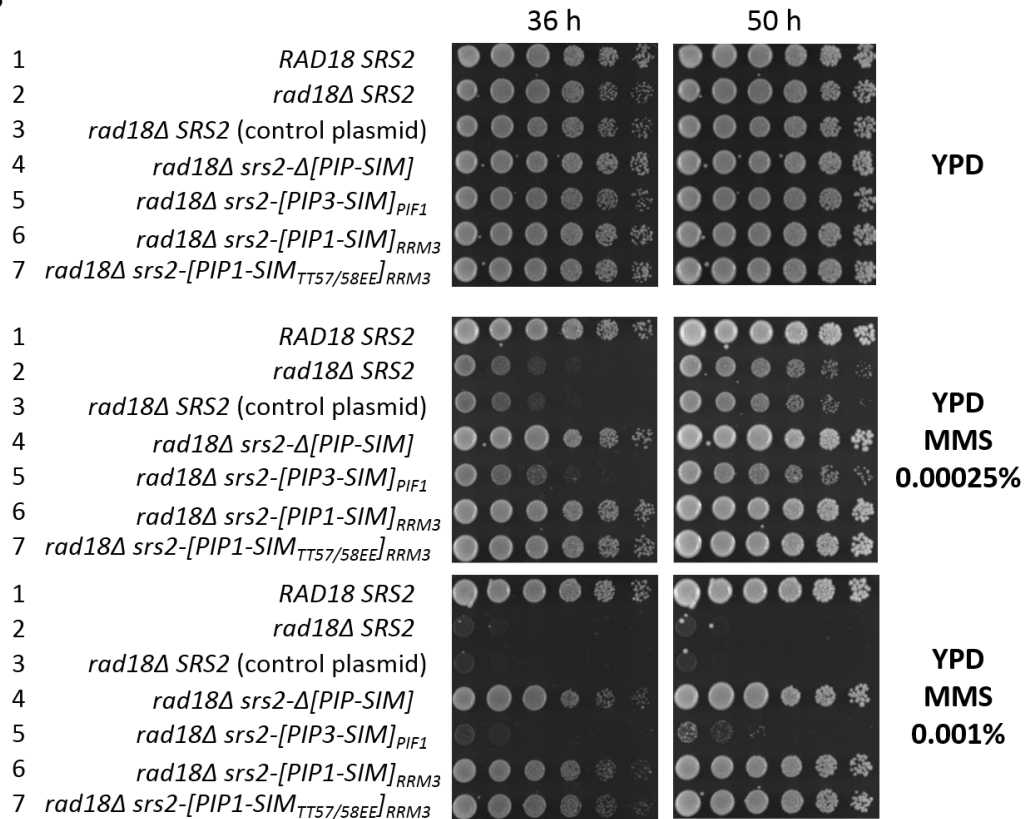 36 h 50 h
1 RAD18 SRS2
2 rad18Δ SRS2
3 rad18Δ SRS2 (control plasmid)
4 rad18Δ srs2-Δ[PIP-SIM]
5 rad18Δ srs2-[PIP3-SIM]PIF1
6 rad18Δ srs2-[PIP1-SIM]RRM3
7 rad18Δ srs2-[PIP1-SIMTT57/58EE]RRM3
YPD
1 RAD18 SRS2
2 rad18Δ SRS2
3 rad18Δ SRS2 (control plasmid)
4 rad18Δ srs2-Δ[PIP-SIM]
5 rad18Δ srs2-[PIP3-SIM]PIF1
6 rad18Δ srs2-[PIP1-SIM]RRM3
7 rad18Δ srs2-[PIP1-SIMTT57/58EE]RRM3
YPD
MMS
0.00025%
1 RAD18 SRS2
2 rad18Δ SRS2
3 rad18Δ SRS2 (control plasmid)
4 rad18Δ srs2-Δ[PIP-SIM]
5 rad18Δ srs2-[PIP3-SIM]PIF1
6 rad18Δ srs2-[PIP1-SIM]RRM3
7 rad18Δ srs2-[PIP1-SIMTT57/58EE]RRM3
YPD
MMS
0.001%